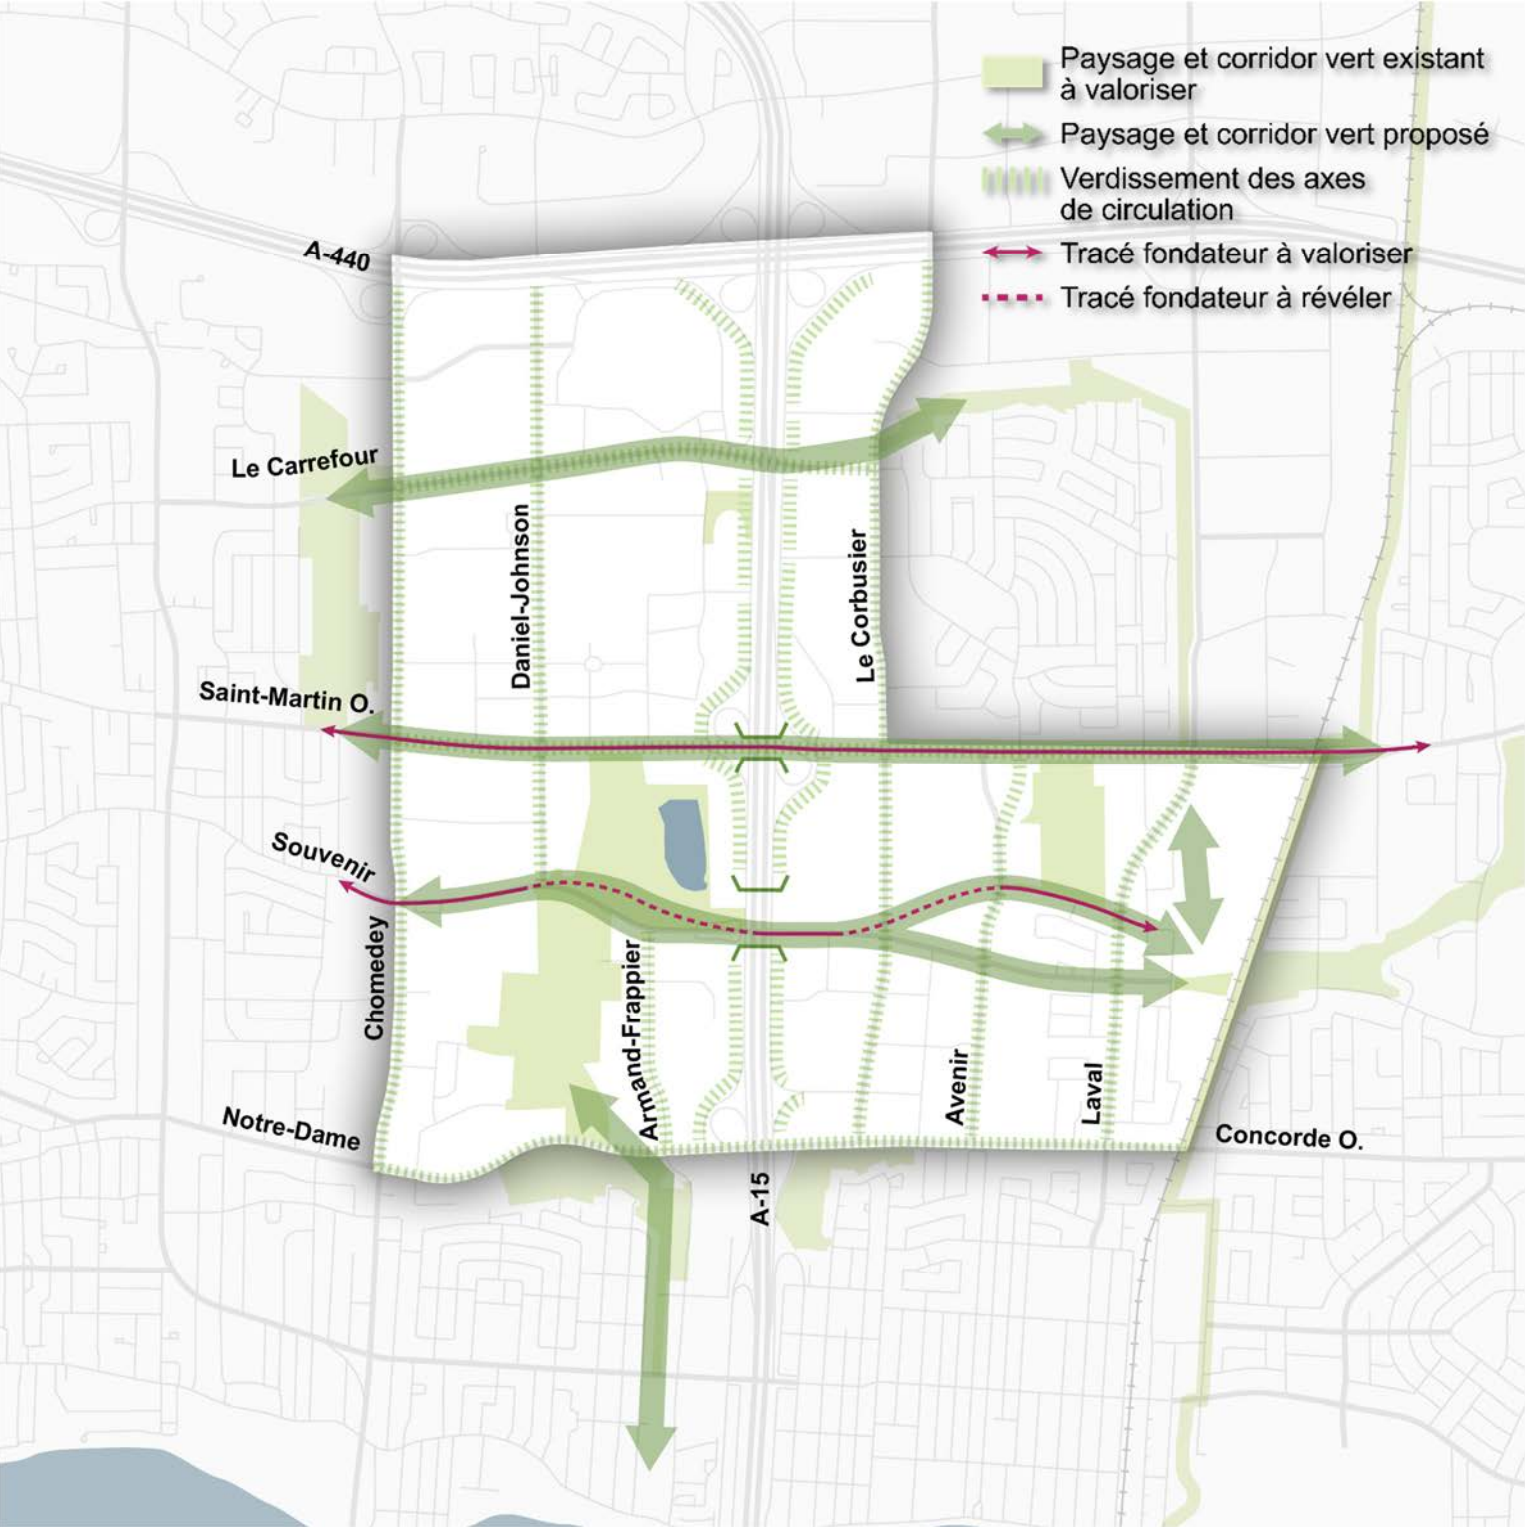 Paysage et corridor vert existant
à valoriser
Paysage et corridor vert proposé
Verdissement des axes
de circulation
Tracé fondateur à valoriser
Tracé fondateur à révéler
A-440
Le Carrefour
Daniel-Johnson
Le Corbusier
Saint-Martin O.
Souvenir
Chomedey
Armand-Frappier
Avenir
Laval
Notre-Dame
Concorde O.
A-15